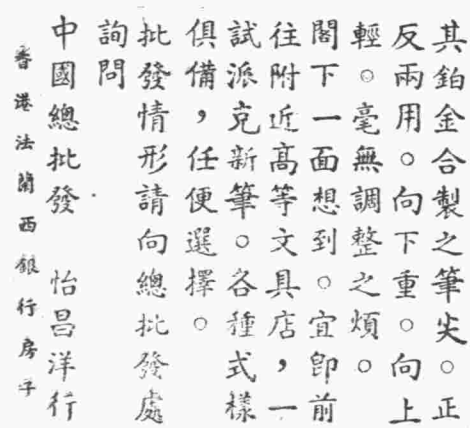 其鉑金合製之筆尖。正
反兩用。向下重。向上
輕。毫無調整之煩。
閣下一面想到。宜即前
往附近高等文具店，一
試派克新筆。各種式樣
俱備，任便選擇。
批發情形請向總批發處
詢問
中國總批發　怡昌洋行
香港法蘭西銀行房子